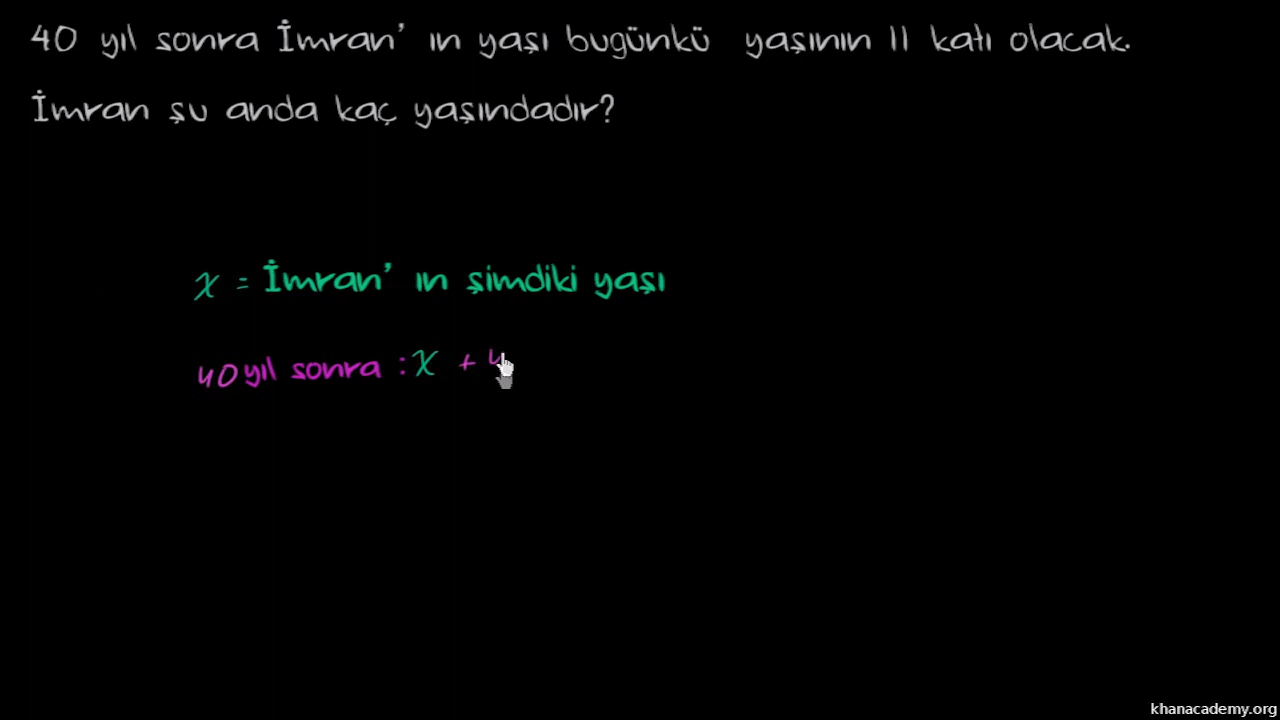 40 yıl sonra İmran' ın yaşı bugünkü yaşının 11 katı olacak.
İmran şu anda kaç yaşındadır?
x = İmran' ın şimdiki yaşı
40 yıl sonra : x + 4
khanacademy.org